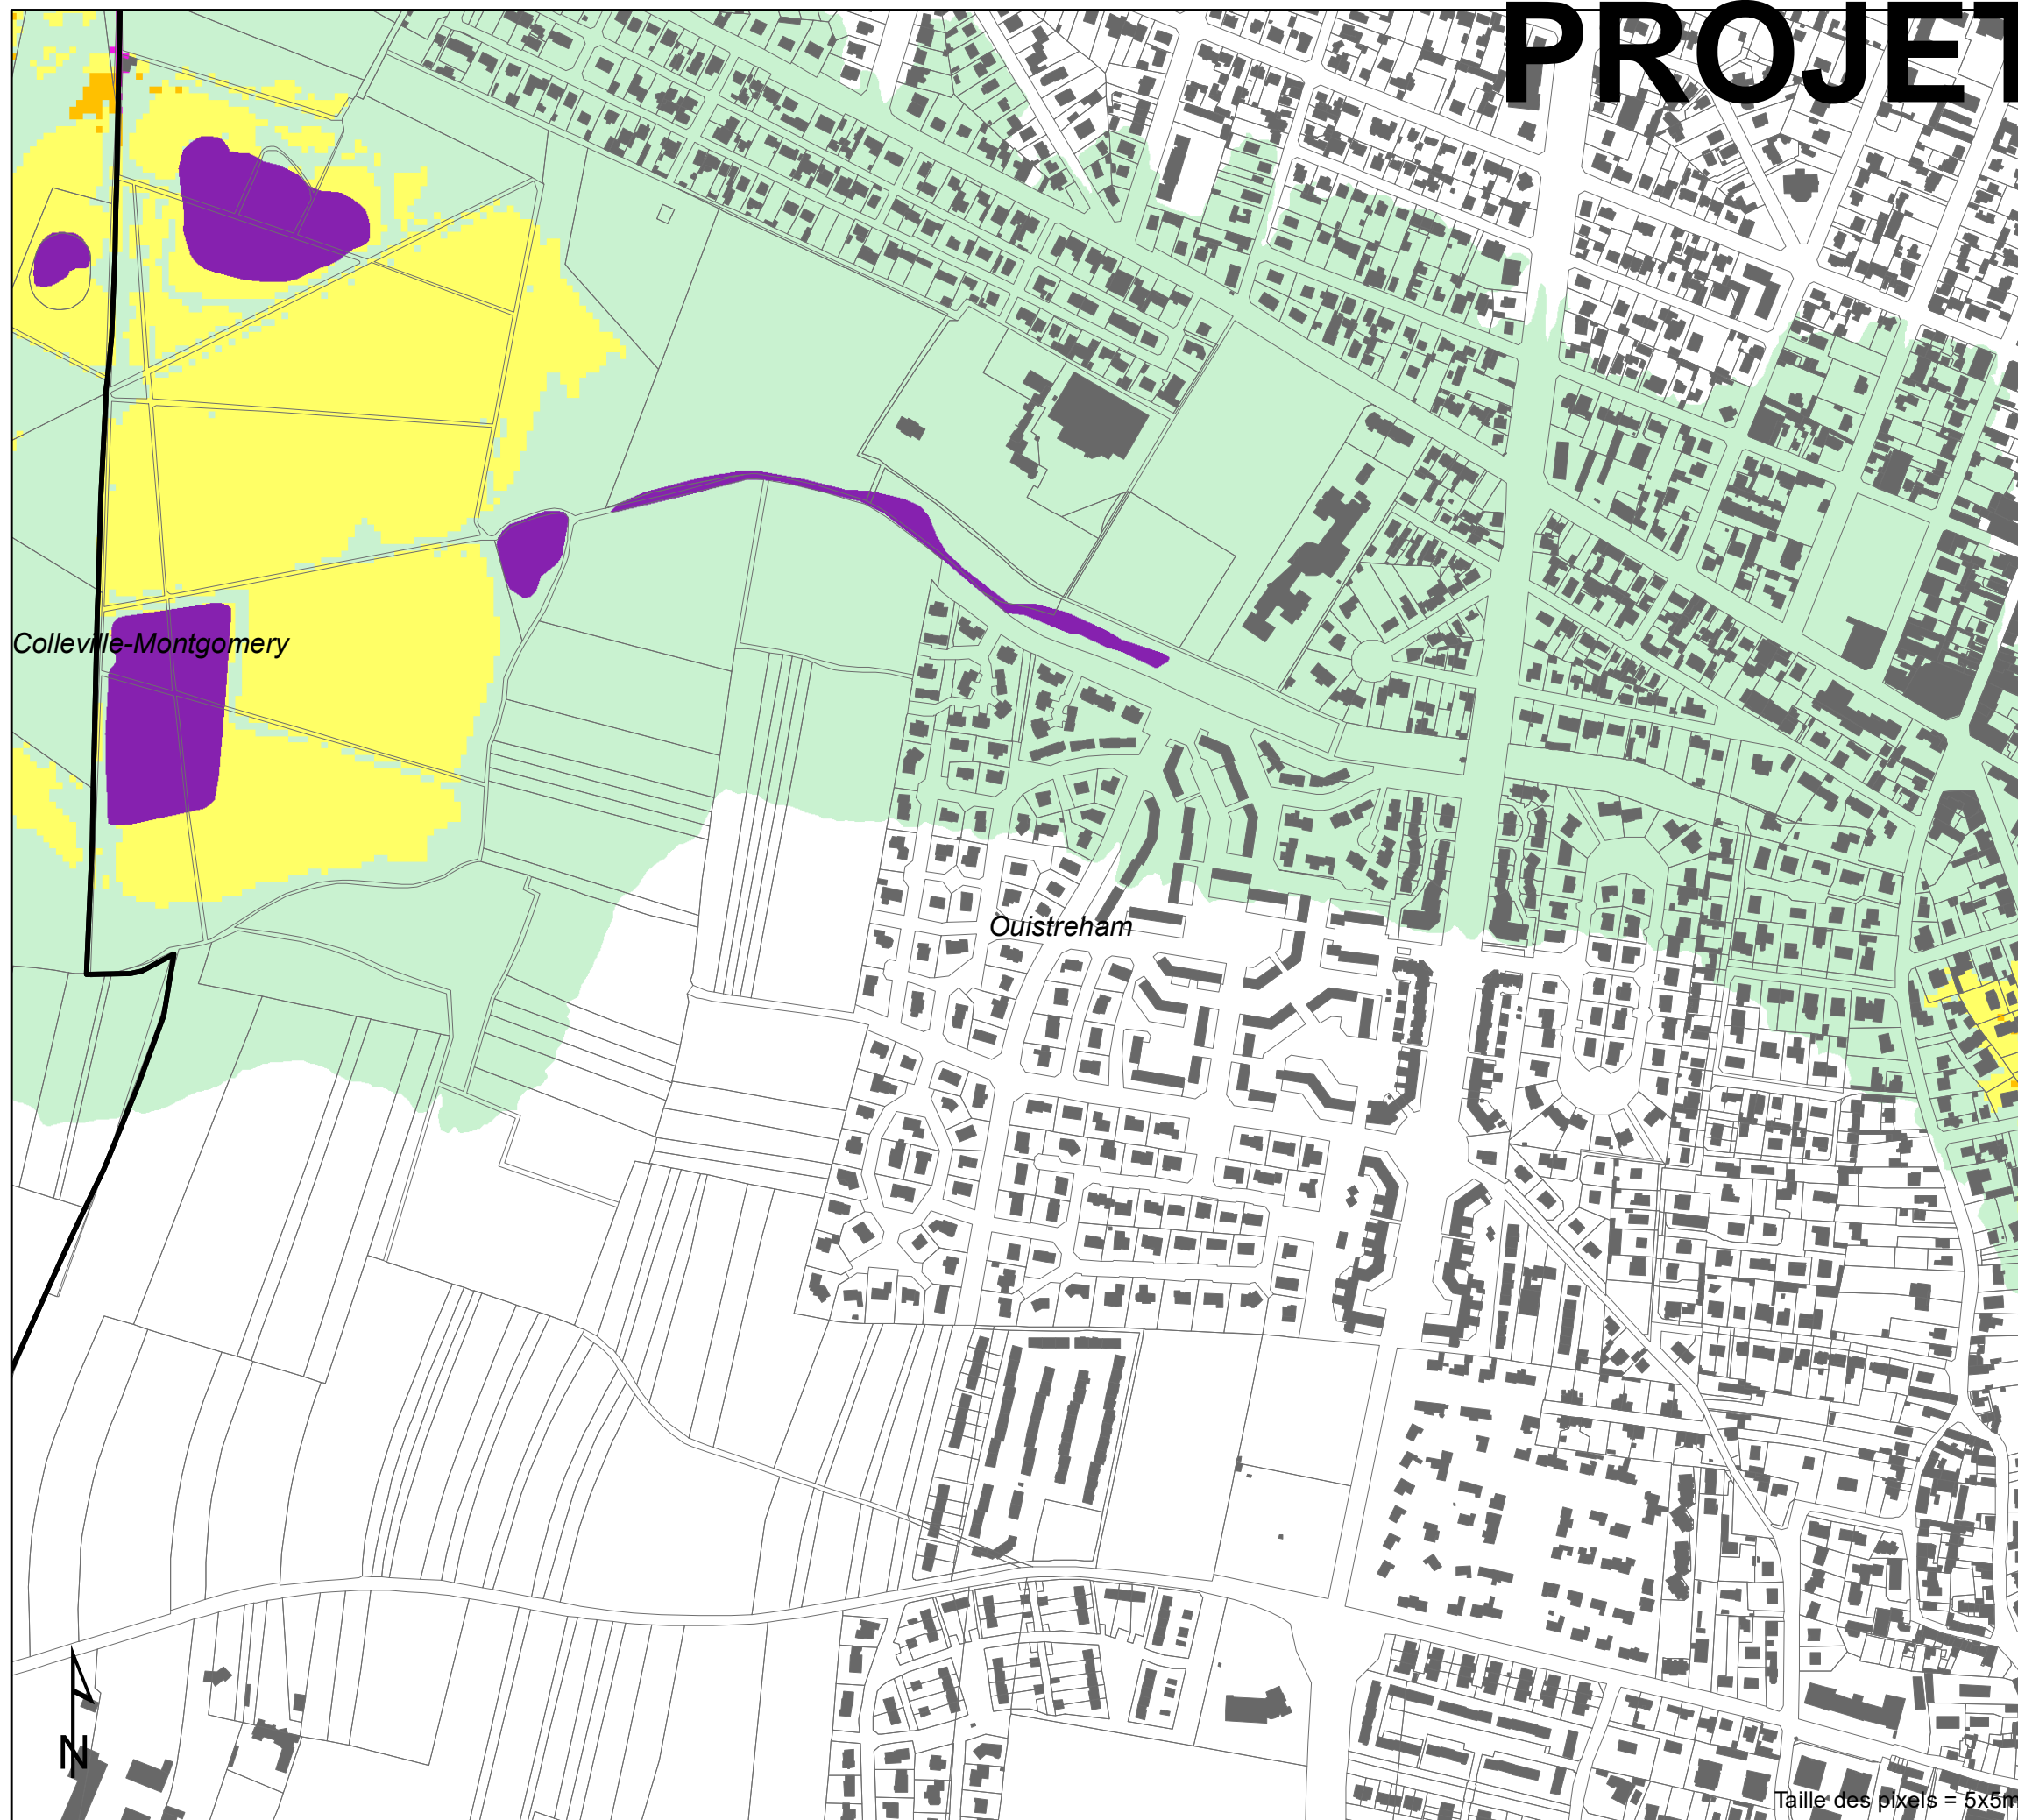 PROJET
Colleville-Montgomery
Ouistreham
N
Taille des pixels = 5x5m